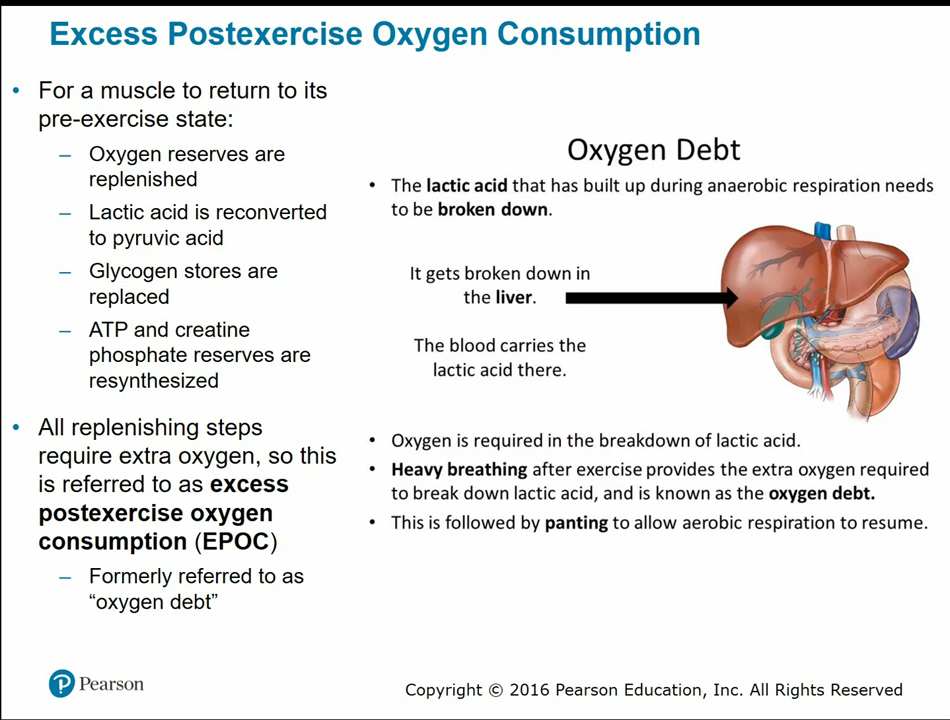 Excess Postexercise Oxygen Consumption
• For a muscle to return to its
pre-exercise state:
– Oxygen reserves are
replenished
– Lactic acid is reconverted
to pyruvic acid
– Glycogen stores are
replaced
– ATP and creatine
phosphate reserves are
resynthesized
• All replenishing steps
require extra oxygen, so this
is referred to as excess
postexercise oxygen
consumption (EPOC)
– Formerly referred to as
“oxygen debt”
Oxygen Debt
• The lactic acid that has built up during anaerobic respiration needs
to be broken down.
It gets broken down in
the liver.
The blood carries the
lactic acid there.
• Oxygen is required in the breakdown of lactic acid.
• Heavy breathing after exercise provides the extra oxygen required
to break down lactic acid, and is known as the oxygen debt.
• This is followed by panting to allow aerobic respiration to resume.
P Pearson
Copyright © 2016 Pearson Education, Inc. All Rights Reserved